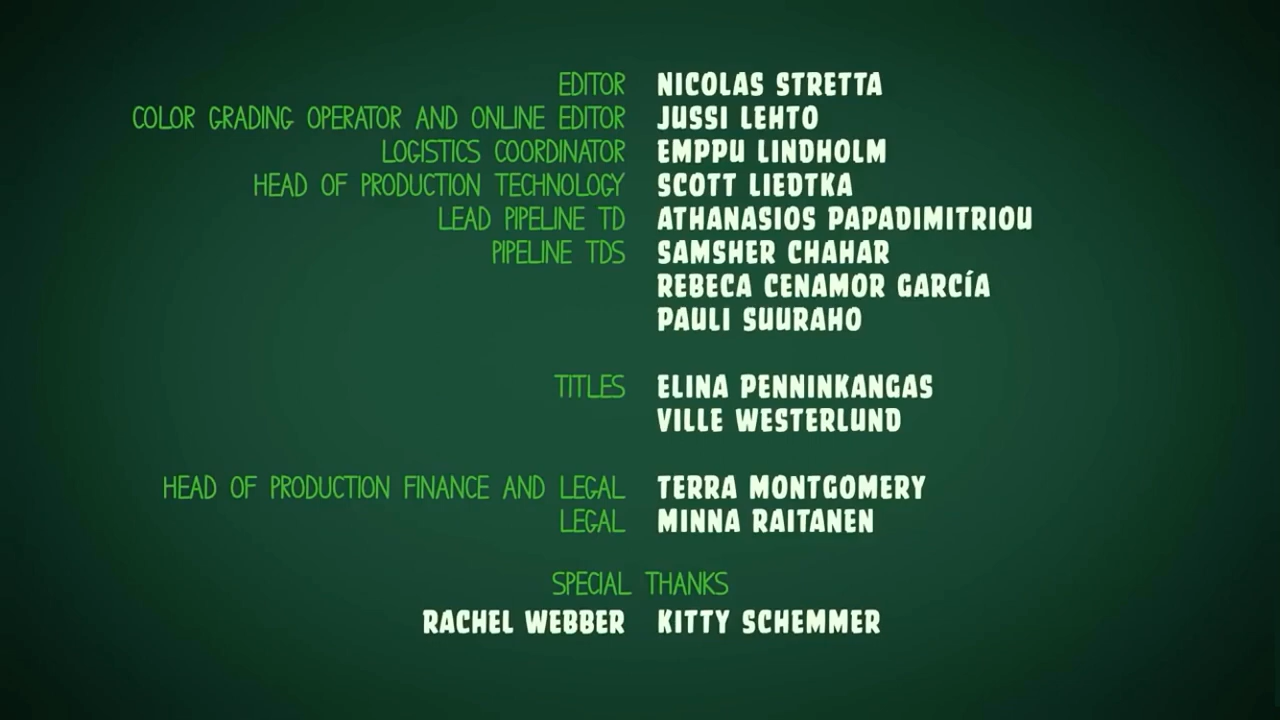 EDITOR NICOLAS STRETTA
COLOR GRADING OPERATOR AND ONLINE EDITOR JUSSI LEHTO
LOGISTICS COORDINATOR EMPPU LINDHOLM
HEAD OF PRODUCTION TECHNOLOGY SCOTT LIEDTKA
LEAD PIPELINE TD ATHANASIOS PAPADIMITRIOU
PIPELINE TDS SAMSHER CHAHAR
REBECA CENAMOR GARCÍA
PAULI SUURAHO
TITLES ELINA PENNINKANGAS
VILLE WESTERLUND
HEAD OF PRODUCTION FINANCE AND LEGAL TERRA MONTGOMERY
LEGAL MINNA RAITANEN
SPECIAL THANKS
RACHEL WEBBER KITTY SCHEMMER